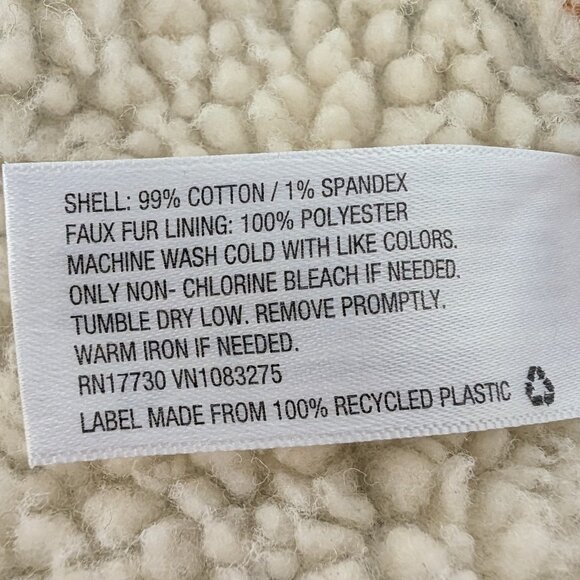 SHELL: 99% COTTON / 1% SPANDEX
FAUX FUR LINING: 100% POLYESTER
MACHINE WASH COLD WITH LIKE COLORS.
ONLY NON- CHLORINE BLEACH IF NEEDED.
TUMBLE DRY LOW. REMOVE PROMPTLY.
WARM IRON IF NEEDED.
RN17730 VN1083275
LABEL MADE FROM 100% RECYCLED PLASTIC